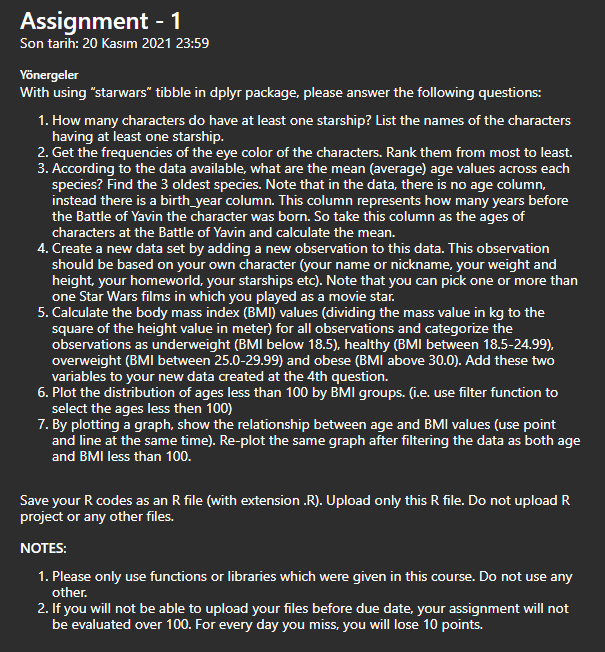 Assignment - 1
Son tarih: 20 Kasım 2021 23:59
Yönergeler
With using “starwars” tibble in dplyr package, please answer the following questions:
1. How many characters do have at least one starship? List the names of the characters
having at least one starship.
2. Get the frequencies of the eye color of the characters. Rank them from most to least.
3. According to the data available, what are the mean (average) age values across each
species? Find the 3 oldest species. Note that in the data, there is no age column,
instead there is a birth_year column. This column represents how many years before
the Battle of Yavin the character was born. So take this column as the ages of
characters at the Battle of Yavin and calculate the mean.
4. Create a new data set by adding a new observation to this data. This observation
should be based on your own character (your name or nickname, your weight and
height, your homeworld, your starships etc). Note that you can pick one or more than
one Star Wars films in which you played as a movie star.
5. Calculate the body mass index (BMI) values (dividing the mass value in kg to the
square of the height value in meter) for all observations and categorize the
observations as underweight (BMI below 18.5), healthy (BMI between 18.5-24.99),
overweight (BMI between 25.0-29.99) and obese (BMI above 30.0). Add these two
variables to your new data created at the 4th question.
6. Plot the distribution of ages less than 100 by BMI groups. (i.e. use filter function to
select the ages less then 100)
7. By plotting a graph, show the relationship between age and BMI values (use point
and line at the same time). Re-plot the same graph after filtering the data as both age
and BMI less than 100.
Save your R codes as an R file (with extension .R). Upload only this R file. Do not upload R
project or any other files.
NOTES:
1. Please only use functions or libraries which were given in this course. Do not use any
other.
2. If you will not be able to upload your files before due date, your assignment will not
be evaluated over 100. For every day you miss, you will lose 10 points.